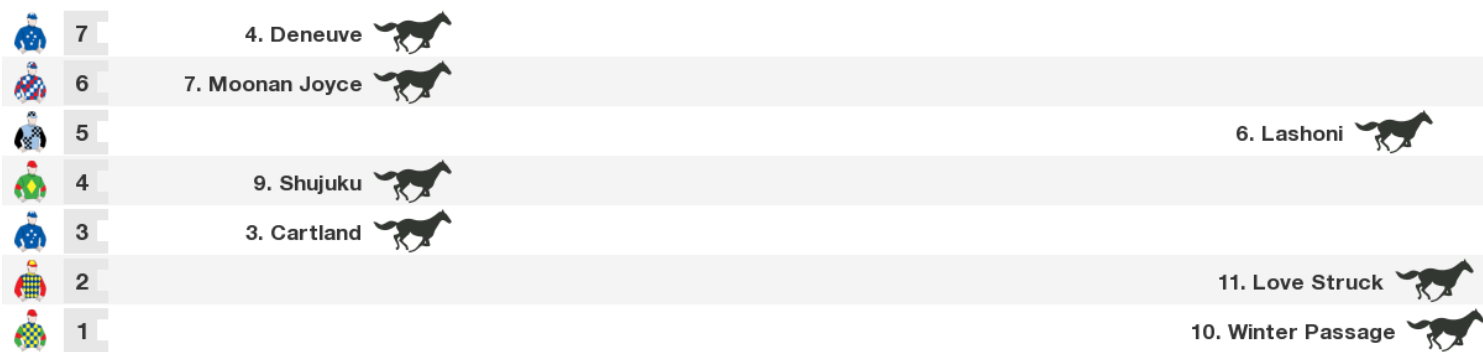 7 4. Deneuve
6 7. Moonan Joyce
5 6. Lashoni
4 9. Shujuku
3 3. Cartland
2 11. Love Struck
1 10. Winter Passage